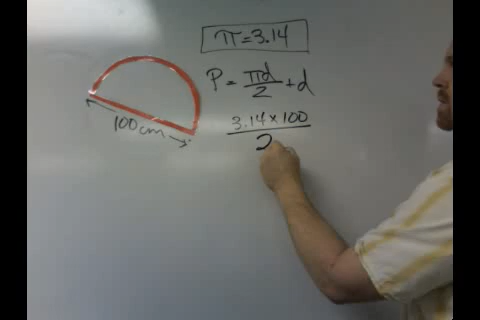 π = 3.14
P = πd/2 + d
3.14 x 100
2
100 cm